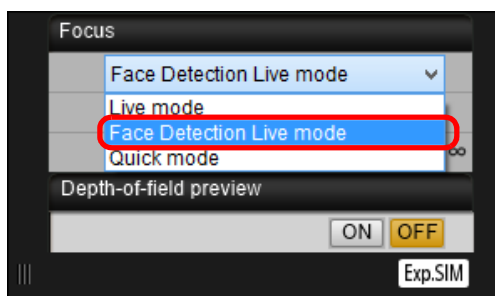 Focus
Face Detection Live mode
Live mode
Face Detection Live mode
Quick mode
∞
Depth-of-field preview
ON OFF
Exp.SIM